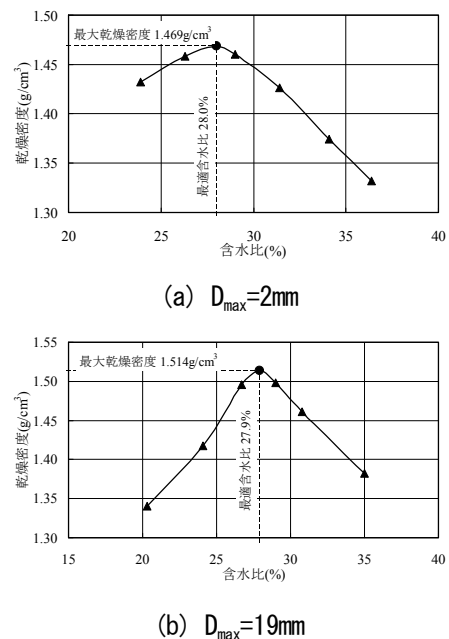 1.50
最大乾燥密度 1.469g/cm³
1.45
1.40
1.35
1.30
乾燥密度(g/cm³)
最適含水比 28.0%
20 25 30 35 40
含水比(%)
(a) Dmax=2mm
1.55
最大乾燥密度 1.514g/cm³
1.50
1.45
1.40
1.35
1.30
乾燥密度(g/cm³)
最適含水比 27.9%
15 20 25 30 35 40
含水比(%)
(b) Dmax=19mm